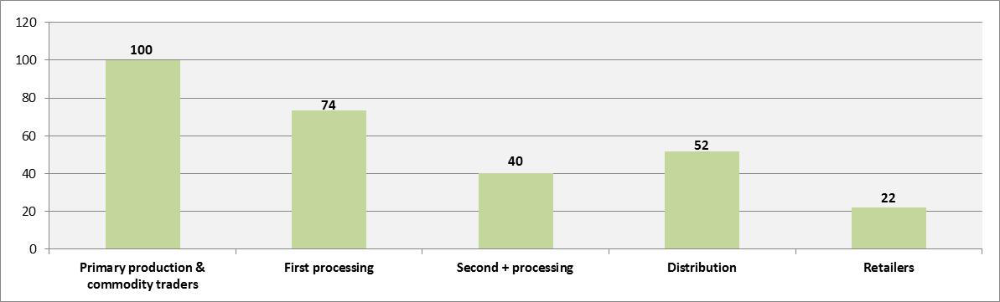 120
100
80
60
40
20
0
100
74
40
52
22
Primary production &
commodity traders
First processing
Second + processing
Distribution
Retailers